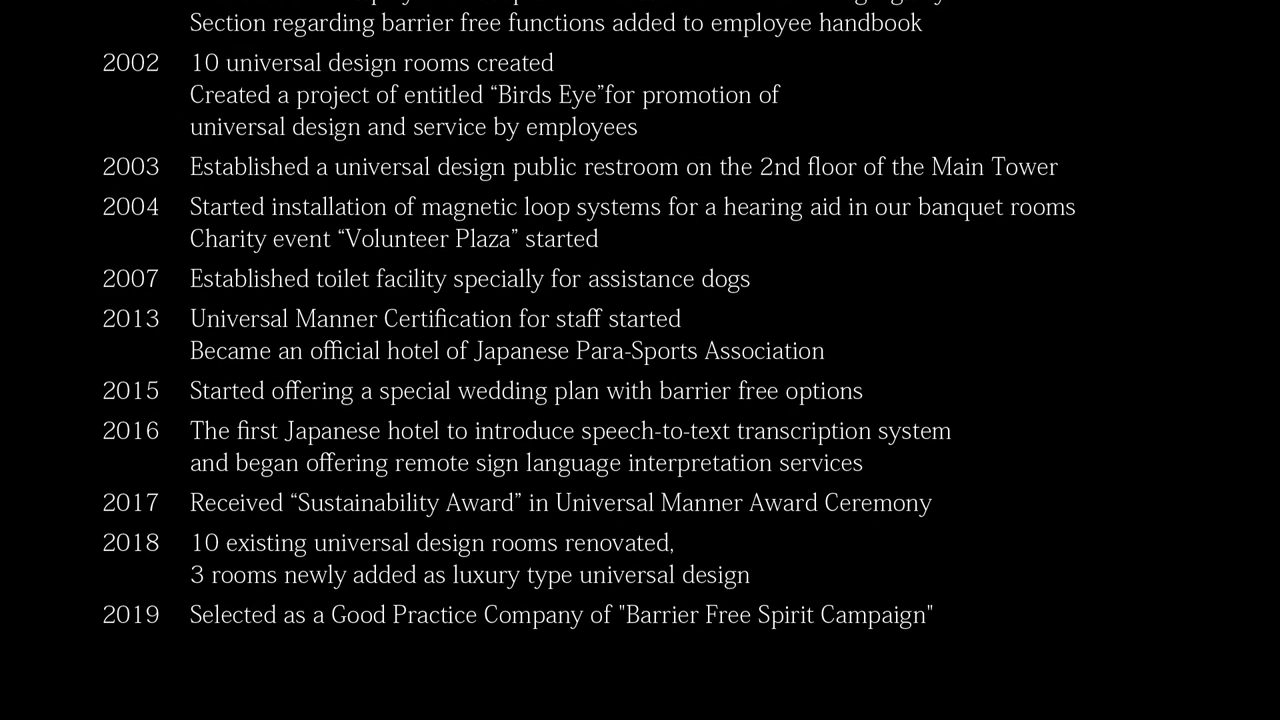 Section regarding barrier free functions added to employee handbook
2002 10 universal design rooms created
Created a project of entitled “Birds Eye”for promotion of
universal design and service by employees
2003 Established a universal design public restroom on the 2nd floor of the Main Tower
2004 Started installation of magnetic loop systems for a hearing aid in our banquet rooms
Charity event “Volunteer Plaza” started
2007 Established toilet facility specially for assistance dogs
2013 Universal Manner Certification for staff started
Became an official hotel of Japanese Para-Sports Association
2015 Started offering a special wedding plan with barrier free options
2016 The first Japanese hotel to introduce speech-to-text transcription system
and began offering remote sign language interpretation services
2017 Received “Sustainability Award” in Universal Manner Award Ceremony
2018 10 existing universal design rooms renovated,
3 rooms newly added as luxury type universal design
2019 Selected as a Good Practice Company of "Barrier Free Spirit Campaign"